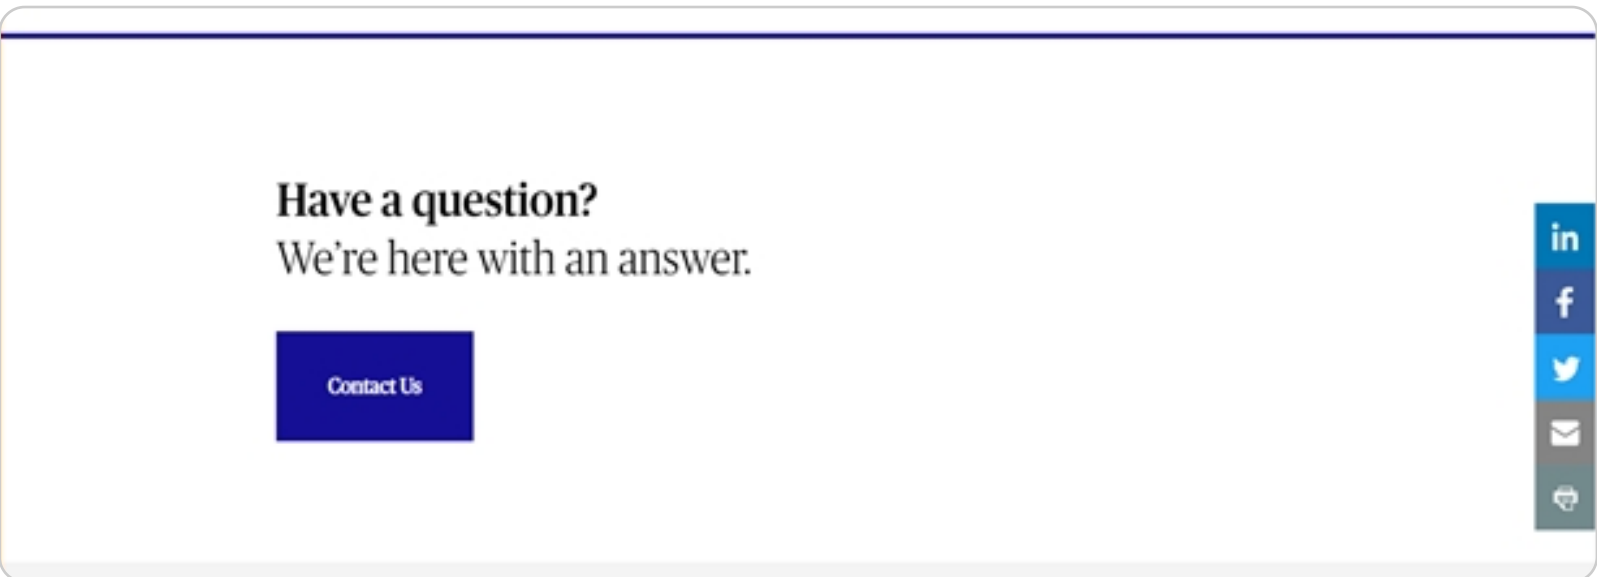 Have a question?
We're here with an answer.
Contact Us
in
f